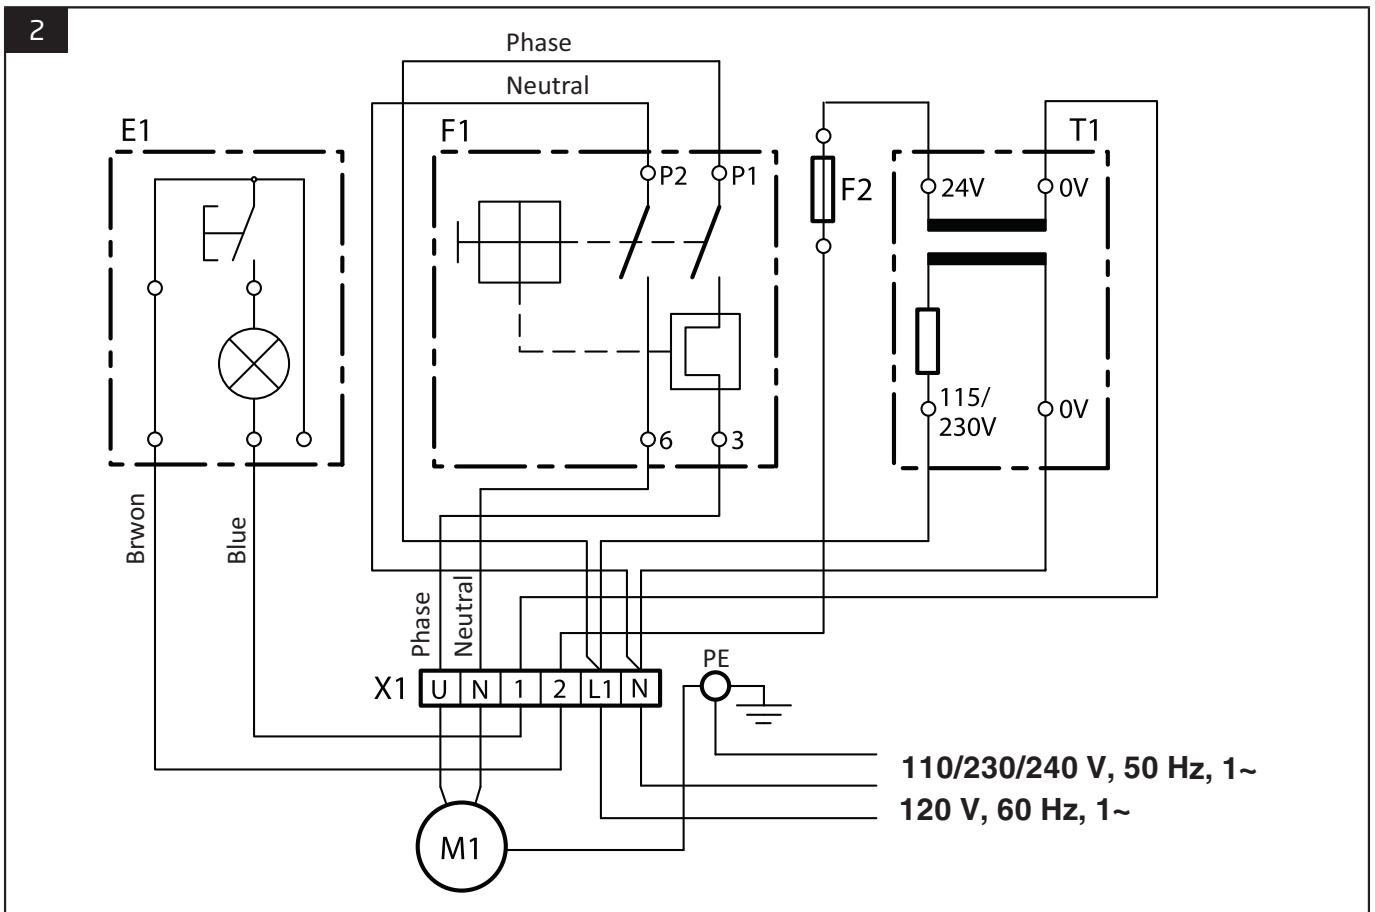 2
Phase
Neutral
E1
F1
T1
P2
P1
F2
24V
0V
115/
230V
0V
6
3
Brwon
Blue
Phase
Neutral
PE
X1
U N 1 2 L1 N
110/230/240 V, 50 Hz, 1~
120 V, 60 Hz, 1~
M1